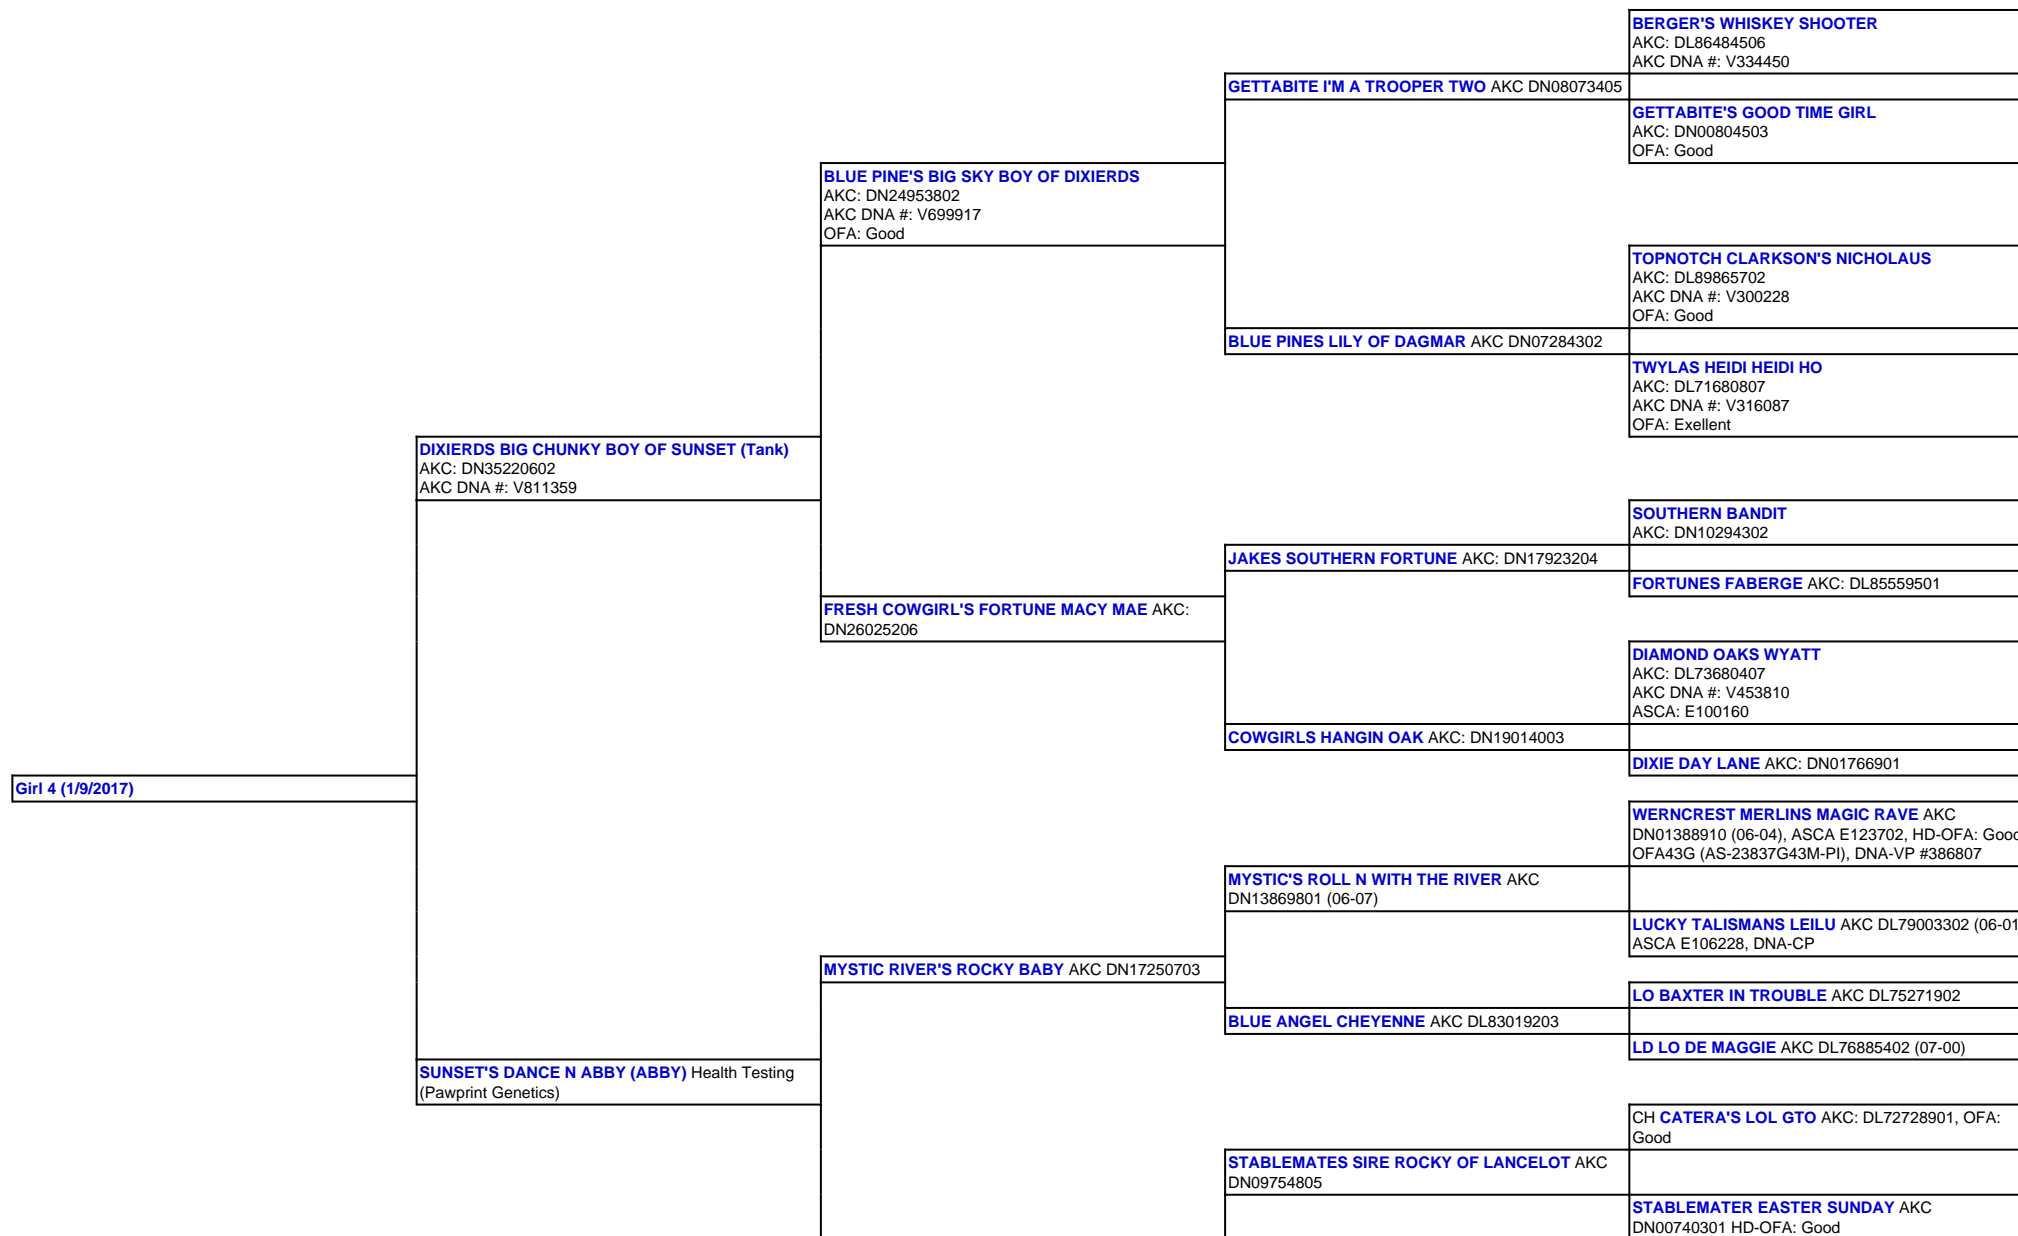 BERGER'S WHISKEY SHOOTER
AKC: DL86484506
AKC DNA #: V334450
GETTABITE I'M A TROOPER TWO AKC DN08073405
GETTABITE'S GOOD TIME GIRL
AKC: DN00804503
OFA: Good
BLUE PINE'S BIG SKY BOY OF DIXIERDS
AKC: DN24953802
AKC DNA #: V699917
OFA: Good
TOPNOTCH CLARKSON'S NICHOLAUS
AKC: DL89865702
AKC DNA #: V300228
OFA: Good
BLUE PINES LILY OF DAGMAR AKC DN07284302
TWYLAS HEIDI HEIDI HO
AKC: DL71680807
AKC DNA #: V316087
OFA: Exellent
DIXIERDS BIG CHUNKY BOY OF SUNSET (Tank)
AKC: DN35220602
AKC DNA #: V811359
SOUTHERN BANDIT
AKC: DN10294302
JAKES SOUTHERN FORTUNE AKC: DN17923204
FORTUNES FABERGE AKC: DL85559501
FRESH COWGIRL'S FORTUNE MACY MAE AKC:
DN26025206
DIAMOND OAKS WYATT
AKC: DL73680407
AKC DNA #: V453810
ASCA: E100160
COWGIRLS HANGIN OAK AKC: DN19014003
DIXIE DAY LANE AKC: DN01766901
Girl 4 (1/9/2017)
WERNCREST MERLINS MAGIC RAVE AKC
DN01388910 (06-04), ASCA E123702, HD-OFA: Good
OFA43G (AS-23837G43M-PI), DNA-VP #386807
MYSTIC'S ROLL N WITH THE RIVER AKC
DN13869801 (06-07)
LUCKY TALISMANS LEILU AKC DL79003302 (06-01
ASCA E106228, DNA-CP
MYSTIC RIVER'S ROCKY BABY AKC DN17250703
LO BAXTER IN TROUBLE AKC DL75271902
BLUE ANGEL CHEYENNE AKC DL83019203
LD LO DE MAGGIE AKC DL76885402 (07-00)
SUNSET'S DANCE N ABBY (ABBY) Health Testing
(Pawprint Genetics)
CH CATERA'S LOL GTO AKC: DL72728901, OFA:
Good
STABLEMATES SIRE ROCKY OF LANCELOT AKC
DN09754805
STABLEMATER EASTER SUNDAY AKC
DN00740301 HD-OFA: Good